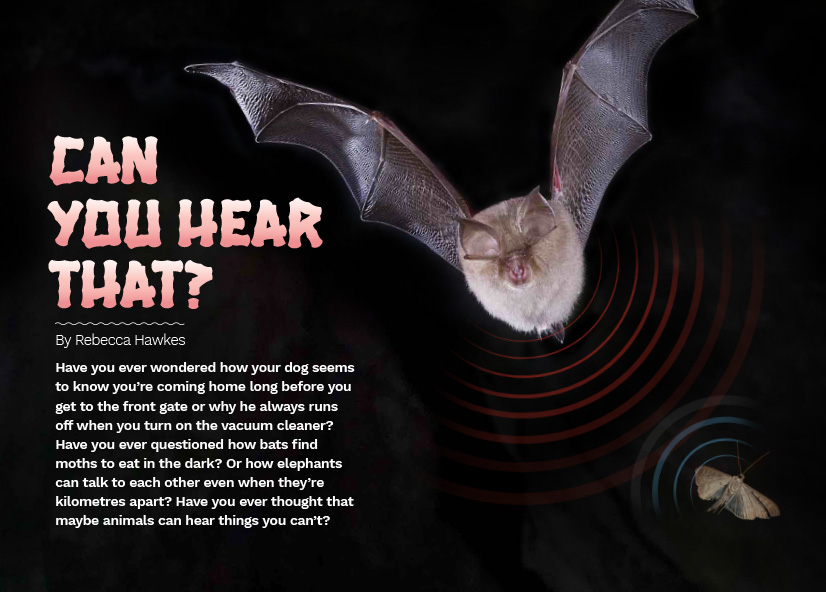 CAN
YOU HEAR
THAT?
By Rebecca Hawkes
Have you ever wondered how your dog seems
to know you’re coming home long before you
get to the front gate or why he always runs
off when you turn on the vacuum cleaner?
Have you ever questioned how bats find
moths to eat in the dark? Or how elephants
can talk to each other even when they’re
kilometres apart? Have you ever thought that
maybe animals can hear things you can’t?